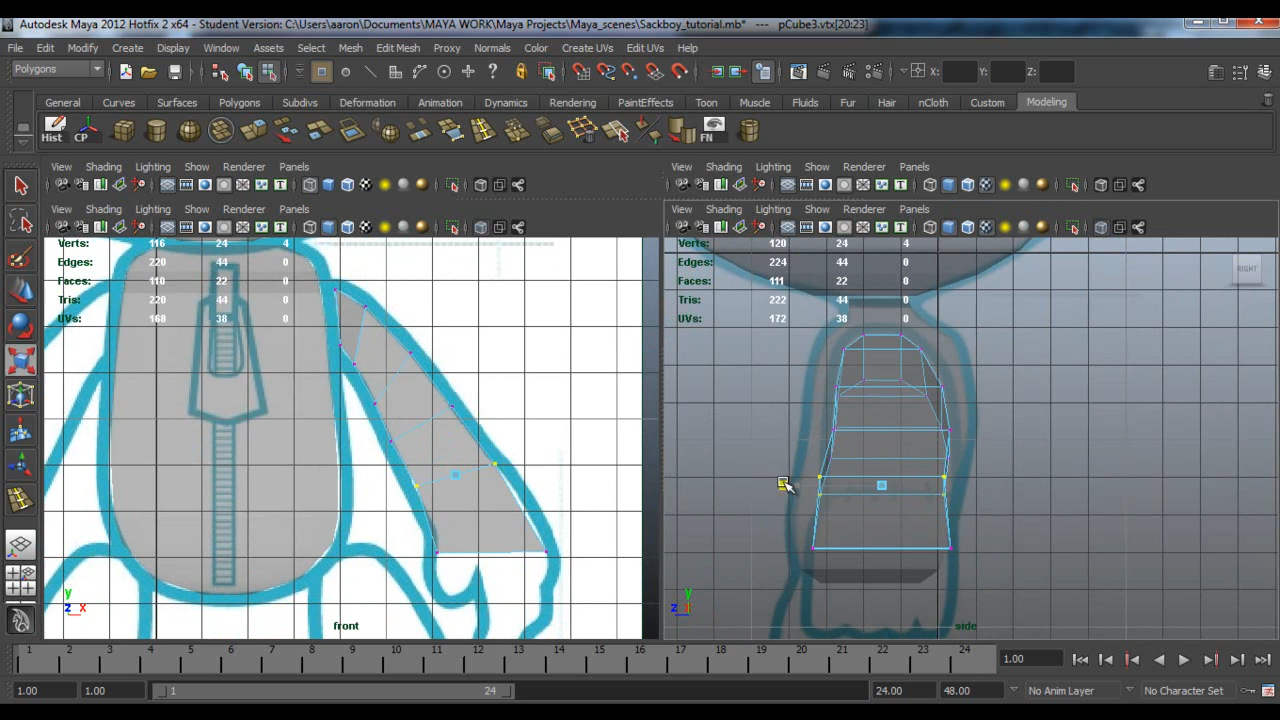 Autodesk Maya 2012 Hotfix 2 x64 - Student Version: C:\Users\aaron\Documents\MAYA WORK\Maya Projects\Maya_scenes\Sackboy_tutorial.mb* --- pCube3.vtx[20:23]
File Edit Modify Create Display Window Assets Select Mesh Edit Mesh Proxy Normals Color Create UVs Edit UVs Help
Polygons X: Y: Z:
General Curves Surfaces Polygons Subdivs Deformation Animation Dynamics Rendering PaintEffects Toon Muscle Fluids Fur Hair nCloth Custom Modeling
Hist CP FN
View Shading Lighting Show Renderer Panels View Shading Lighting Show Renderer Panels
View Shading Lighting Show Renderer Panels View Shading Lighting Show Renderer Panels
Verts: 116 24 4 Verts: 120 24 4
Edges: 220 44 0 Edges: 224 44 0
Faces: 110 22 0 Faces: 111 22 0
Tris: 220 44 0 Tris: 222 44 0
UVs: 168 38 0 UVs: 172 38 0
RIGHT
y y
z x z
front side
1 2 3 4 5 6 7 8 9 10 11 12 13 14 15 16 17 18 19 20 21 22 23 24 1.00
1.00 1.00 1 24 24.00 48.00 No Anim Layer No Character Set